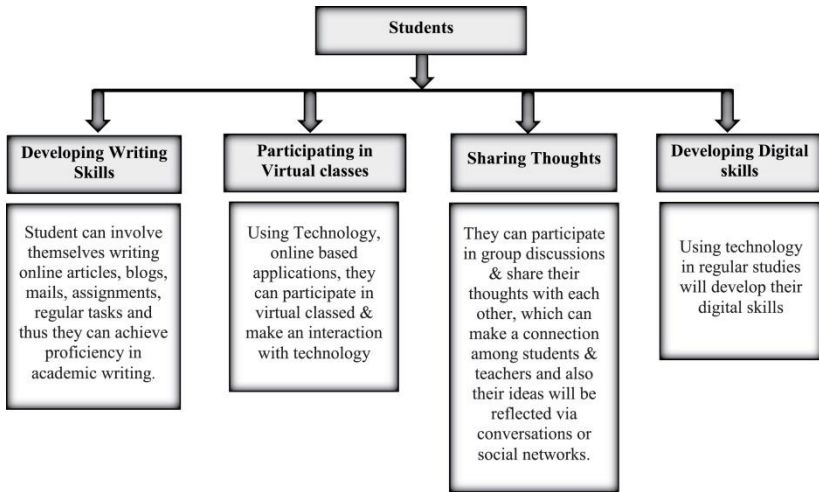 Students
Developing Writing
Skills
Student can involve
themselves writing
online articles, blogs,
mails, assignments,
regular tasks and
thus they can achieve
proficiency in
academic writing.
Participating in
Virtual classes
Using Technology,
online based
applications, they
can participate in
virtual classed &
make an interaction
with technology
Sharing Thoughts
They can participate
in group discussions
& share their
thoughts with each
other, which can
make a connection
among students &
teachers and also
their ideas will be
reflected via
conversations or
social networks.
Developing Digital
skills
Using technology
in regular studies
will develop their
digital skills